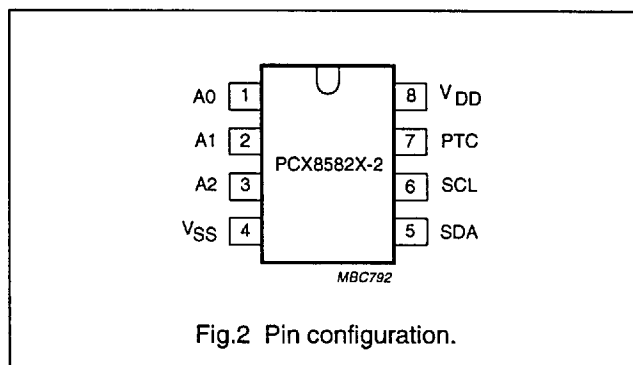 A0 1 8 VDD
A1 2 7 PTC
PCX8582X-2
A2 3 6 SCL
VSS 4 5 SDA
MBC792
Fig.2 Pin configuration.